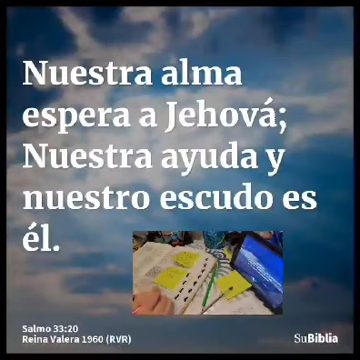 Nuestra alma
espera a Jehová;
Nuestra ayuda y
nuestro escudo es
él.
Salmo 33:20
Reina Valera 1960 (RVR)
SuBiblia